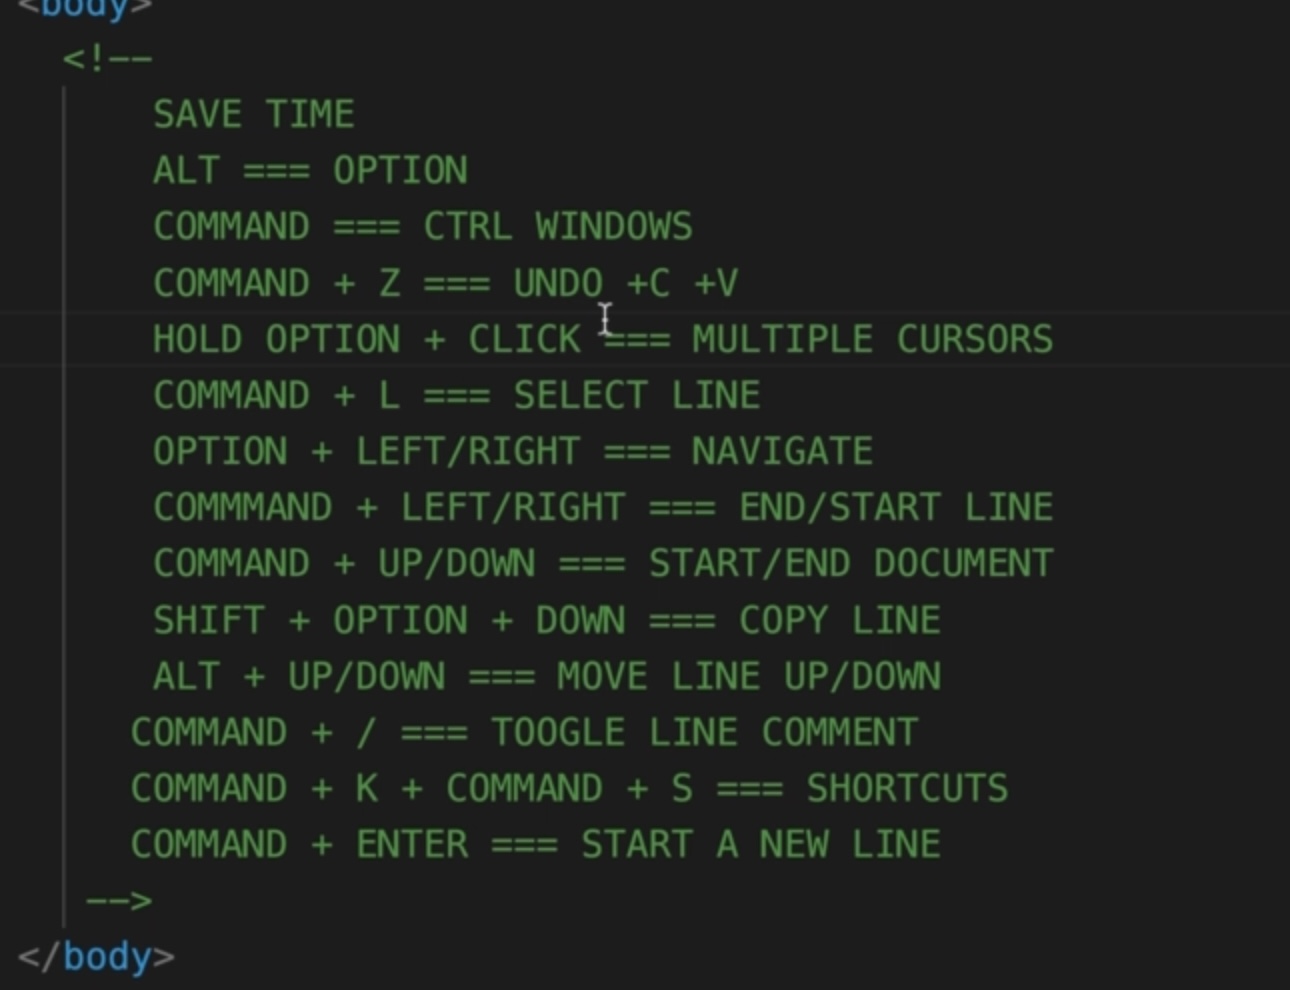 <body>
<!--
SAVE TIME
ALT === OPTION
COMMAND === CTRL WINDOWS
COMMAND + Z === UNDO +C +V
HOLD OPTION + CLICK === MULTIPLE CURSORS
COMMAND + L === SELECT LINE
OPTION + LEFT/RIGHT === NAVIGATE
COMMMAND + LEFT/RIGHT === END/START LINE
COMMAND + UP/DOWN === START/END DOCUMENT
SHIFT + OPTION + DOWN === COPY LINE
ALT + UP/DOWN === MOVE LINE UP/DOWN
COMMAND + / === TOOGLE LINE COMMENT
COMMAND + K + COMMAND + S === SHORTCUTS
COMMAND + ENTER === START A NEW LINE
-->
</body>